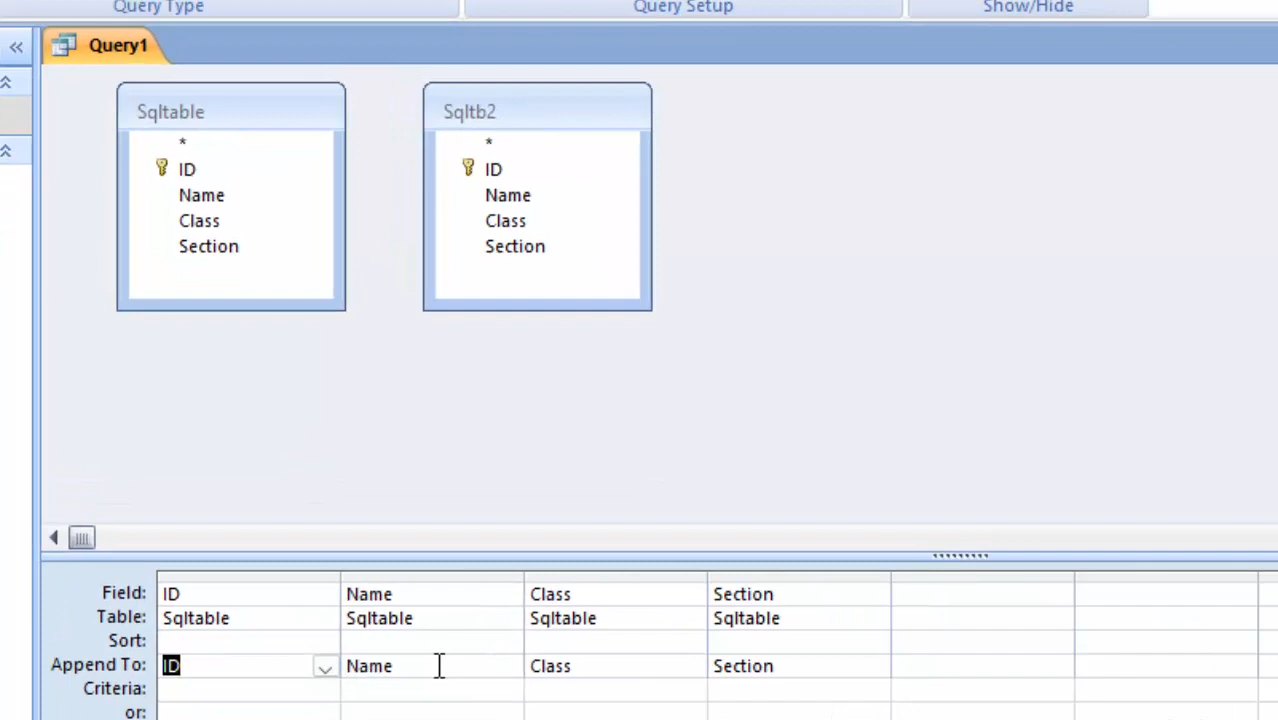 Query Type Query Setup Show/Hide
« Query1
Sqltable Sqltb2
* *
ID ID
Name Name
Class Class
Section Section
Field: ID Name Class Section
Table: Sqltable Sqltable Sqltable Sqltable
Sort:
Append To: ID Name Class Section
Criteria:
or: